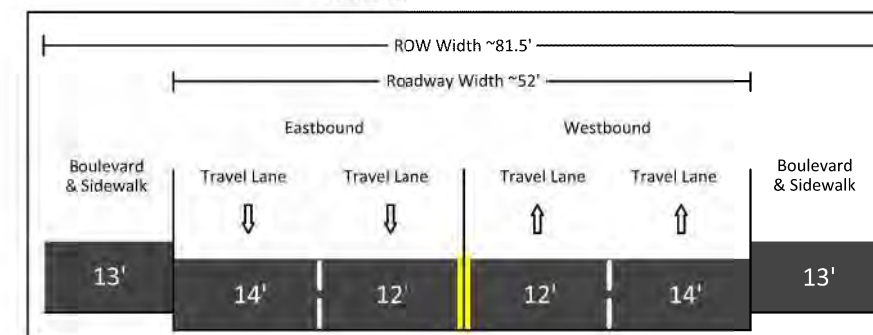 ROW Width ~81.5'
Roadway Width ~52'
Eastbound Westbound
Boulevard
& Sidewalk
Travel Lane Travel Lane Travel Lane Travel Lane
Boulevard
& Sidewalk
13' 14' 12' 12' 14' 13'